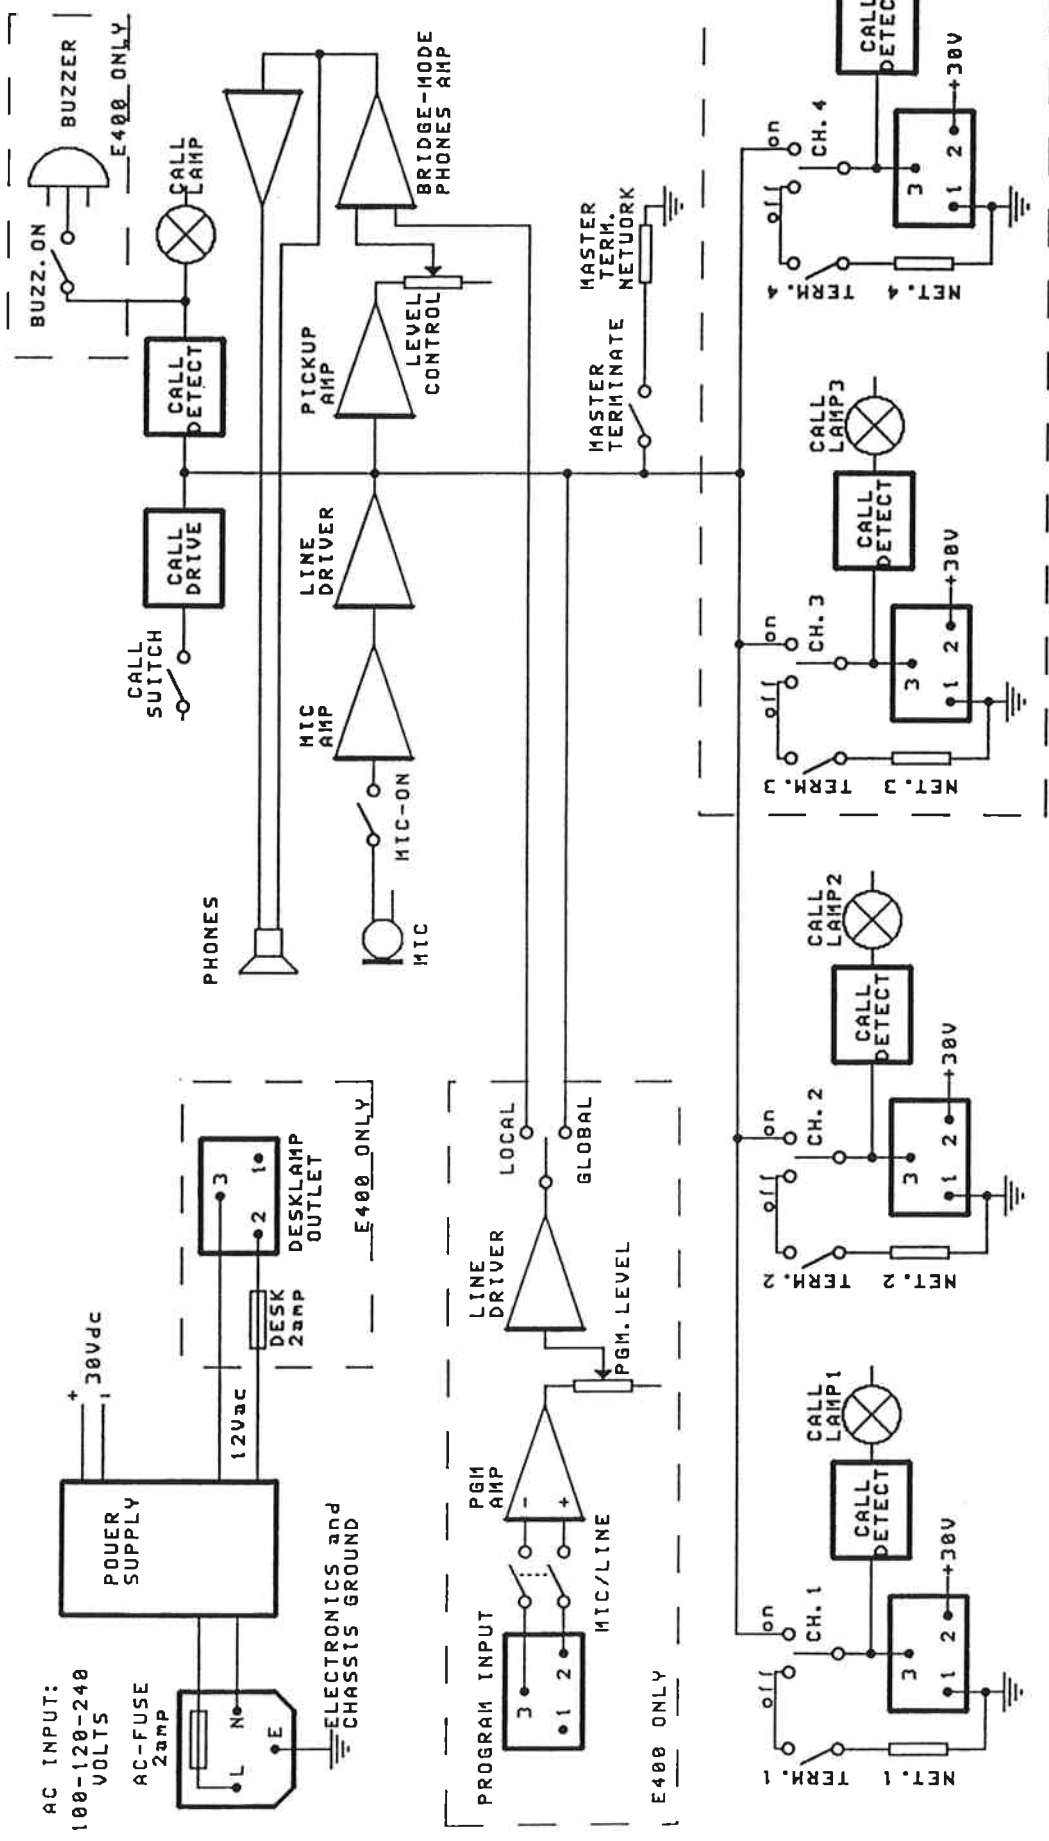 AC INPUT:
100-120-240
VOLTS
AC-FUSE
2amp
L
N
E
ELECTRONICS and
CHASSIS GROUND
POWER
SUPPLY
+
30Vdc
-
12Vac
DESK
2amp
3
2
1
DESKLAMP
OUTLET
E400 ONLY
PROGRAM INPUT
3
1
2
MIC/LINE
PGM
AMP
-
+
PGM.LEVEL
LINE
DRIVER
LOCAL
GLOBAL
E400 ONLY
PHONES
MIC
MIC-ON
MIC
AMP
LINE
DRIVER
CALL
SWITCH
CALL
DRIVE
CALL
DETECT
CALL
LAMP
BUZZ.ON
BUZZER
E400 ONLY
PICKUP
AMP
LEVEL
CONTROL
BRIDGE-MODE
PHONES AMP
MASTER
TERMINATE
MASTER
TERM.
NETWORK
on
CH.1
off
TERM.1
NET.1
3
1
2
+30V
CALL
DETECT
CALL
LAMP1
on
CH.2
off
TERM.2
NET.2
3
1
2
+30V
CALL
DETECT
CALL
LAMP2
on
CH.3
off
TERM.3
NET.3
3
1
2
+30V
CALL
DETECT
CALL
LAMP3
on
CH.4
off
TERM.4
NET.4
3
1
2
+30V
CALL